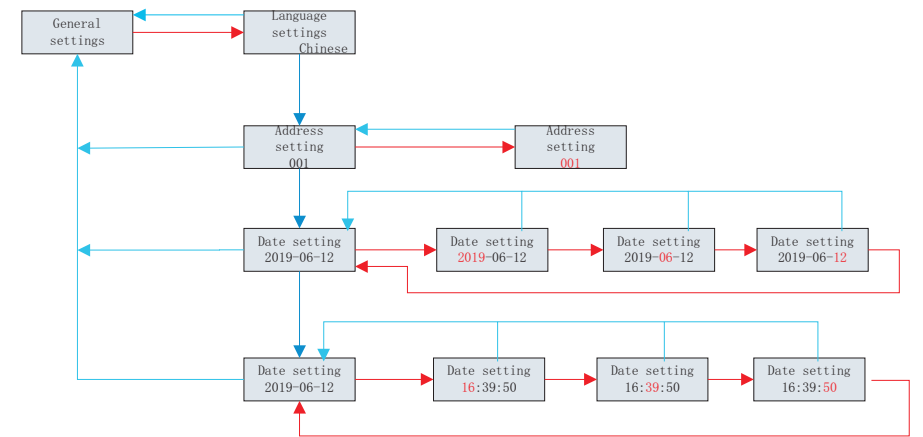 General
settings
Language
settings
Chinese
Address
setting
001
Address
setting
001
Date setting
2019-06-12
Date setting
2019-06-12
Date setting
2019-06-12
Date setting
2019-06-12
Date setting
2019-06-12
Date setting
16:39:50
Date setting
16:39:50
Date setting
16:39:50